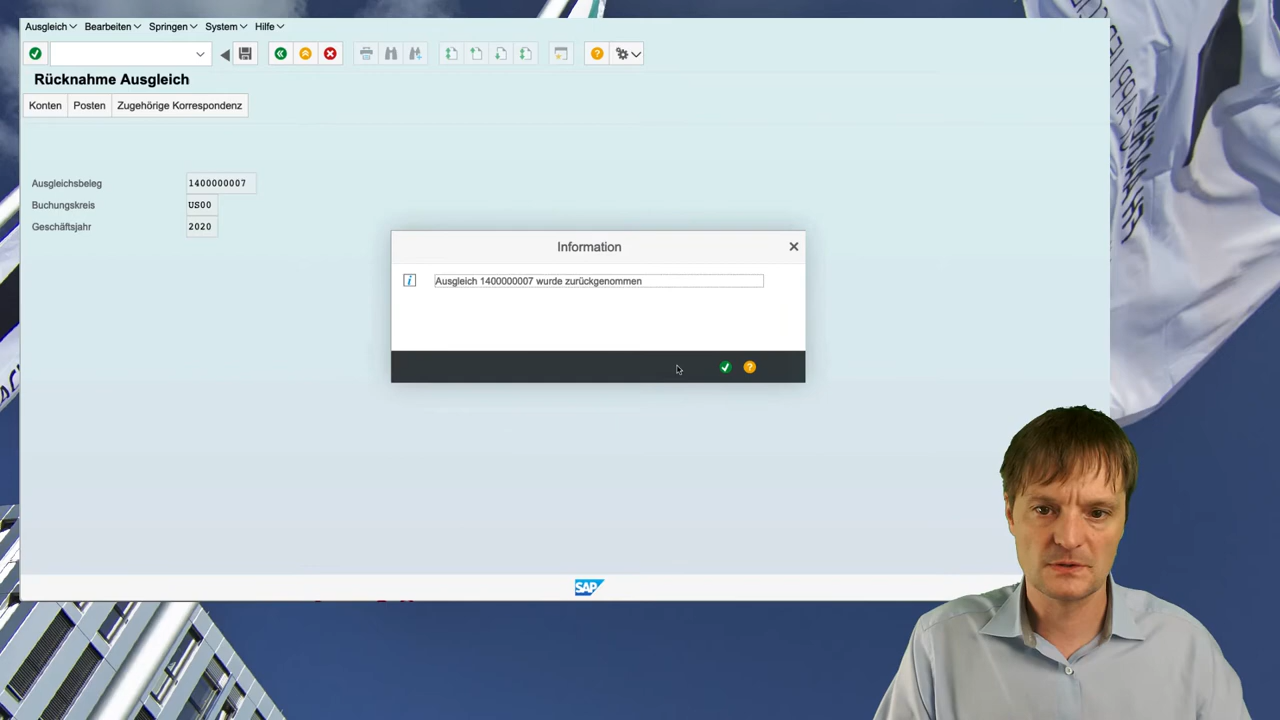 Ausgleich Bearbeiten Springen System Hilfe
Rücknahme Ausgleich
Konten Posten Zugehörige Korrespondenz
Ausgleichsbeleg 1400000007
Buchungskreis US00
Geschäftsjahr 2020
Information
Ausgleich 1400000007 wurde zurückgenommen
SAP